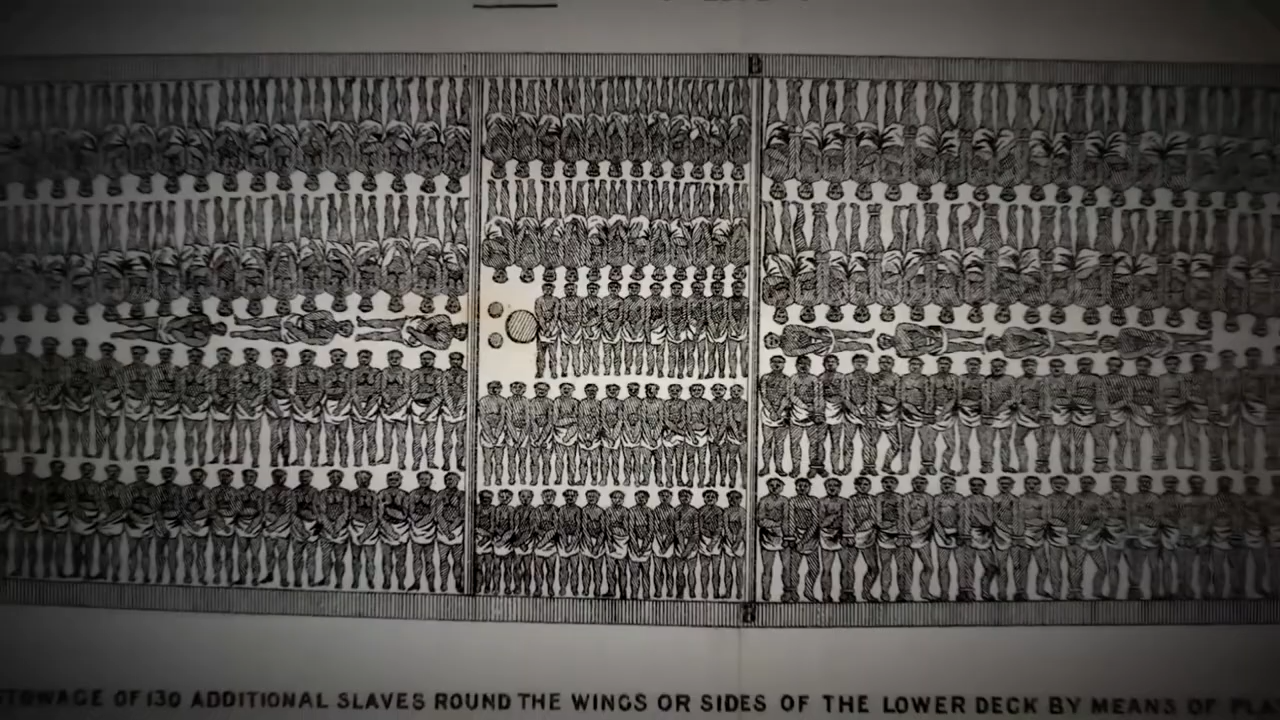 B
B
STOWAGE OF 130 ADDITIONAL SLAVES ROUND THE WINGS OR SIDES OF THE LOWER DECK BY MEANS OF